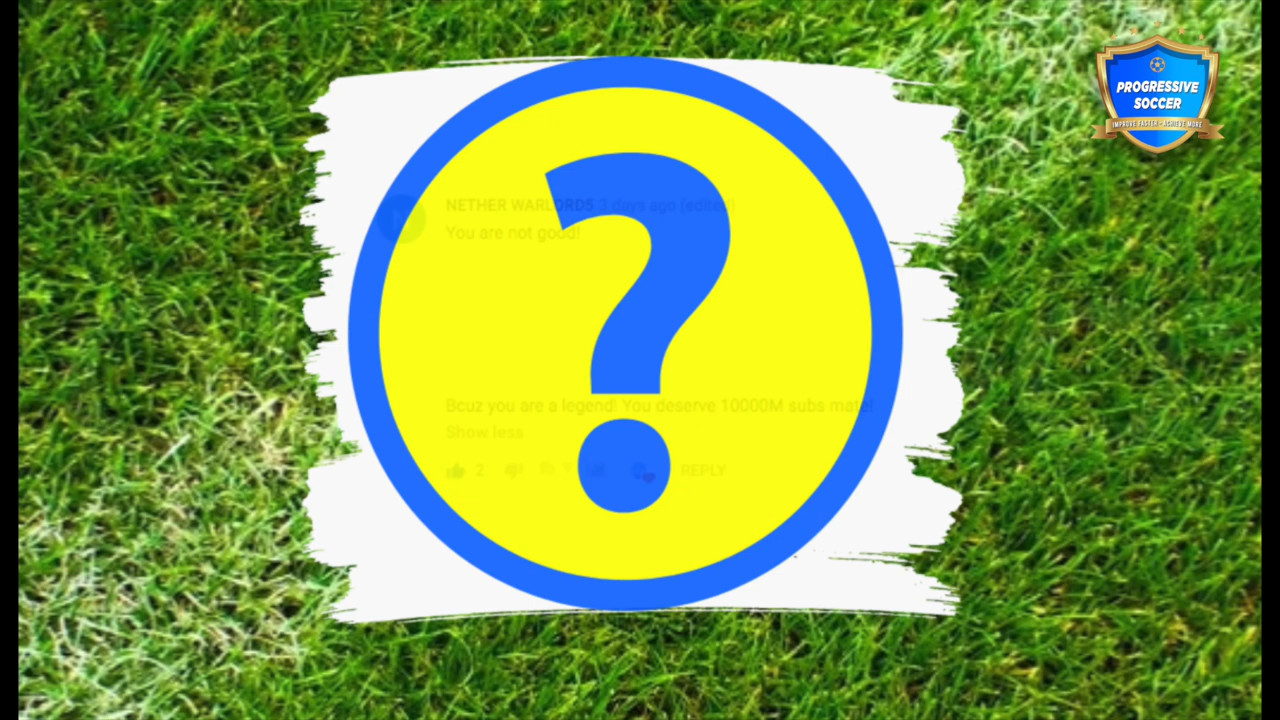 PROGRESSIVE
SOCCER
IMPROVE FASTER - ACHIEVE MORE
?
NETHER WARLORD5 3 days ago (edited)
You are not good!
Bcuz you are a legend! You deserve 10000M subs mate!
Show less
2 REPLY